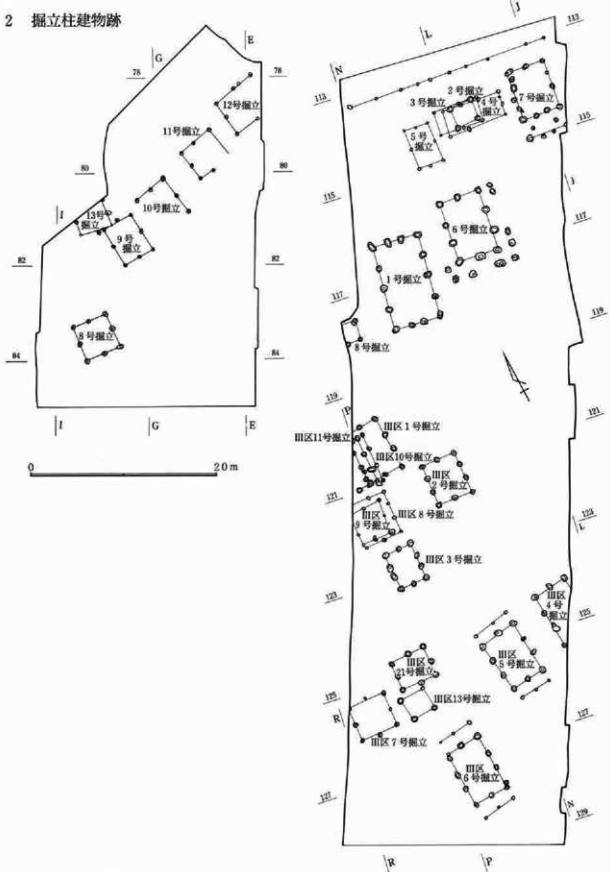 2 掘立柱建物跡
E
G
78
78
12号掘立
11号掘立
80
80
10号掘立
I
13号掘立
9号掘立
82
82
8号掘立
84
84
I
G
E
0 20m
J
113
L
N
113
2号掘立
3号掘立
4号掘立
7号掘立
5号掘立
115
J
115
117
6号掘立
1号掘立
117
119
8号掘立
119
P
121
III区1号掘立
III区11号掘立
III区10号掘立
III区2号掘立
121
123
L
III区8号掘立
III区9号掘立
III区3号掘立
123
III区4号掘立
125
III区5号掘立
III区21号掘立
125
III区13号掘立
R
127
III区7号掘立
III区6号掘立
127
N
129
R
P